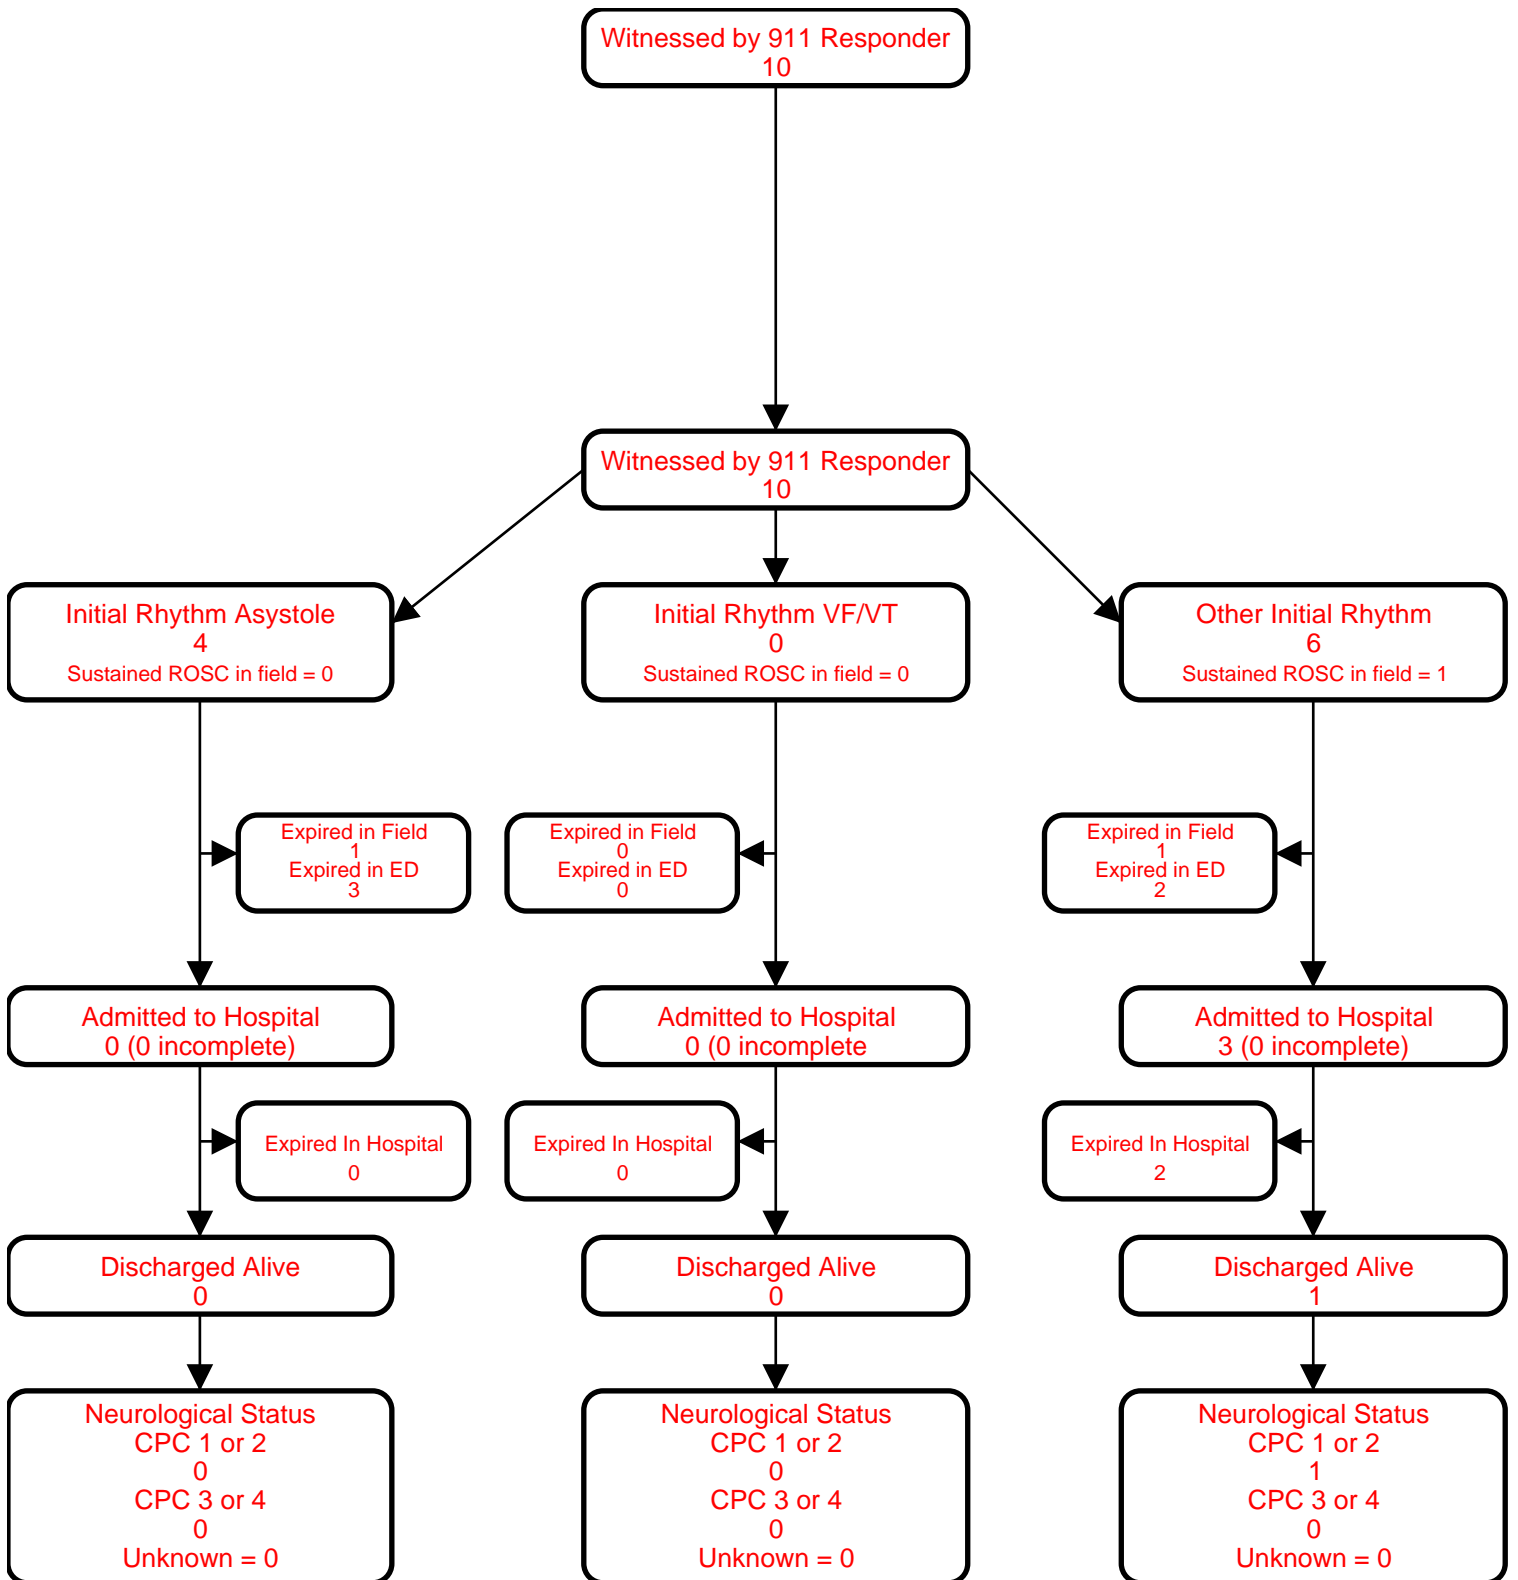 Witnessed by 911 Responder
10
Witnessed by 911 Responder
10
Initial Rhythm Asystole
4
Sustained ROSC in field = 0
Initial Rhythm VF/VT
0
Sustained ROSC in field = 0
Other Initial Rhythm
6
Sustained ROSC in field = 1
Expired in Field
1
Expired in ED
3
Expired in Field
0
Expired in ED
0
Expired in Field
1
Expired in ED
2
Admitted to Hospital
0 (0 incomplete)
Admitted to Hospital
0 (0 incomplete
Admitted to Hospital
3 (0 incomplete)
Expired In Hospital
0
Expired In Hospital
0
Expired In Hospital
2
Discharged Alive
0
Discharged Alive
0
Discharged Alive
1
Neurological Status
CPC 1 or 2
0
CPC 3 or 4
0
Unknown = 0
Neurological Status
CPC 1 or 2
0
CPC 3 or 4
0
Unknown = 0
Neurological Status
CPC 1 or 2
1
CPC 3 or 4
0
Unknown = 0